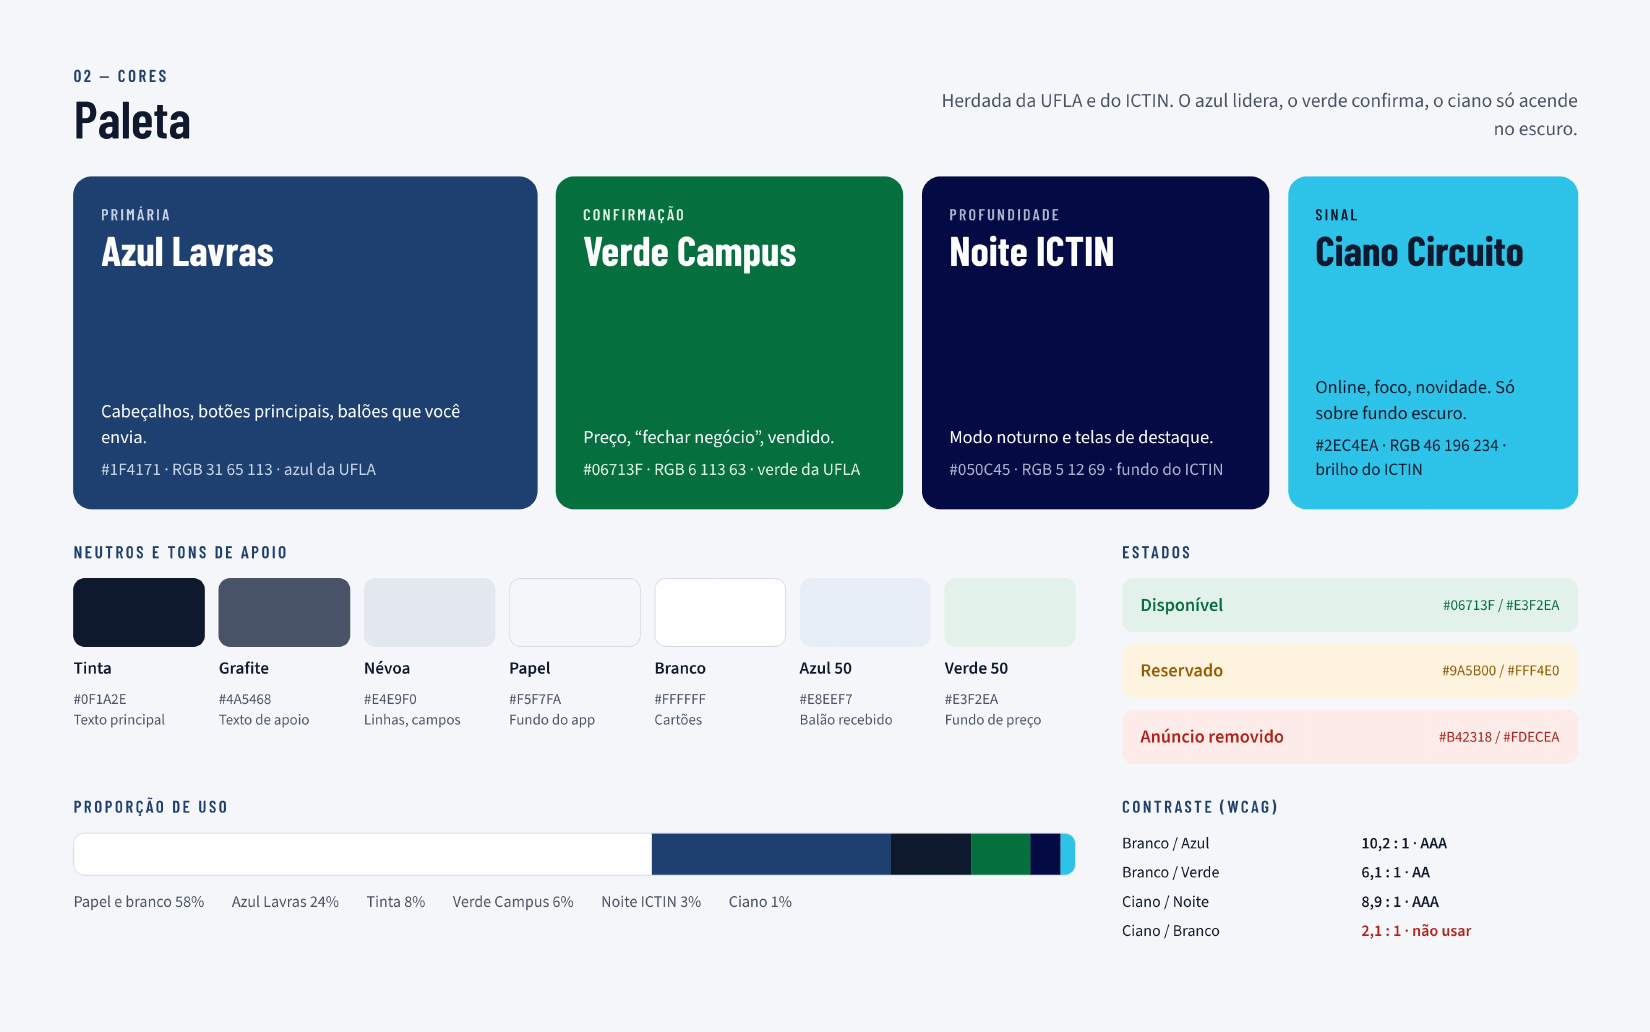 02 — CORES
Paleta
Herdada da UFLA e do ICTIN. O azul lidera, o verde confirma, o ciano só acende
no escuro.
PRIMÁRIA
Azul Lavras
Cabeçalhos, botões principais, balões que você
envia.
#1F4171 · RGB 31 65 113 · azul da UFLA
CONFIRMAÇÃO
Verde Campus
Preço, “fechar negócio”, vendido.
#06713F · RGB 6 113 63 · verde da UFLA
PROFUNDIDADE
Noite ICTIN
Modo noturno e telas de destaque.
#050C45 · RGB 5 12 69 · fundo do ICTIN
SINAL
Ciano Circuito
Online, foco, novidade. Só
sobre fundo escuro.
#2EC4EA · RGB 46 196 234 ·
brilho do ICTIN
NEUTROS E TONS DE APOIO
Tinta
#0F1A2E
Texto principal
Grafite
#4A5468
Texto de apoio
Névoa
#E4E9F0
Linhas, campos
Papel
#F5F7FA
Fundo do app
Branco
#FFFFFF
Cartões
Azul 50
#E8EEF7
Balão recebido
Verde 50
#E3F2EA
Fundo de preço
ESTADOS
Disponível #06713F / #E3F2EA
Reservado #9A5B00 / #FFF4E0
Anúncio removido #B42318 / #FDECEA
PROPORÇÃO DE USO
Papel e branco 58% Azul Lavras 24% Tinta 8% Verde Campus 6% Noite ICTIN 3% Ciano 1%
CONTRASTE (WCAG)
Branco / Azul 10,2 : 1 · AAA
Branco / Verde 6,1 : 1 · AA
Ciano / Noite 8,9 : 1 · AAA
Ciano / Branco 2,1 : 1 · não usar